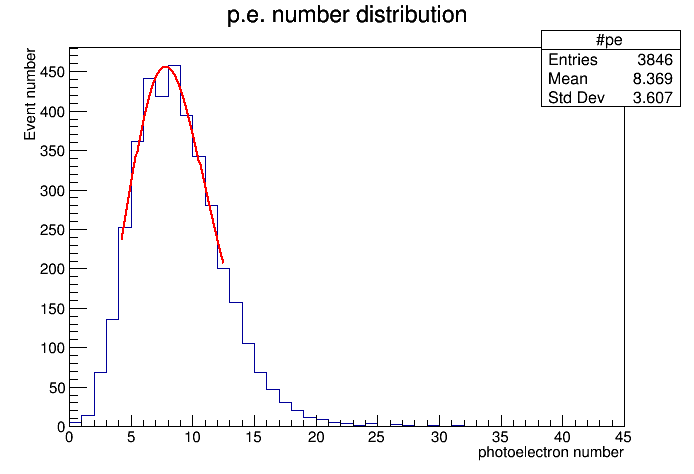 p.e. number distribution
#pe
Entries 3846
Mean 8.369
Std Dev 3.607
Event number
450
400
350
300
250
200
150
100
50
0
0 5 10 15 20 25 30 35 40 45
photoelectron number